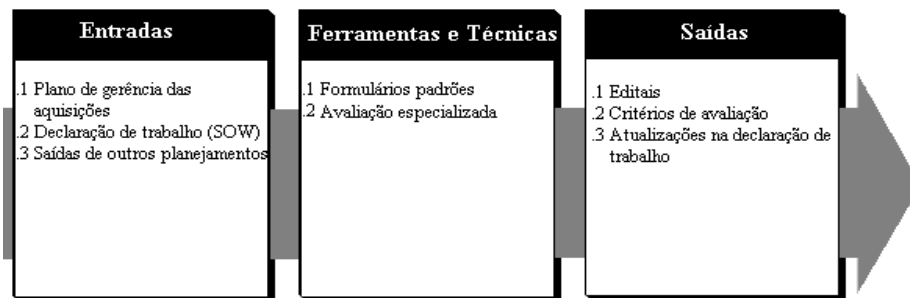 Entradas
.1 Plano de gerência das
aquisições
.2 Declaração de trabalho (SOW)
.3 Saídas de outros planejamentos
Ferramentas e Técnicas
.1 Formulários padrões
.2 Avaliação especializada
Saídas
.1 Editais
.2 Critérios de avaliação
.3 Atualizações na declaração de
trabalho